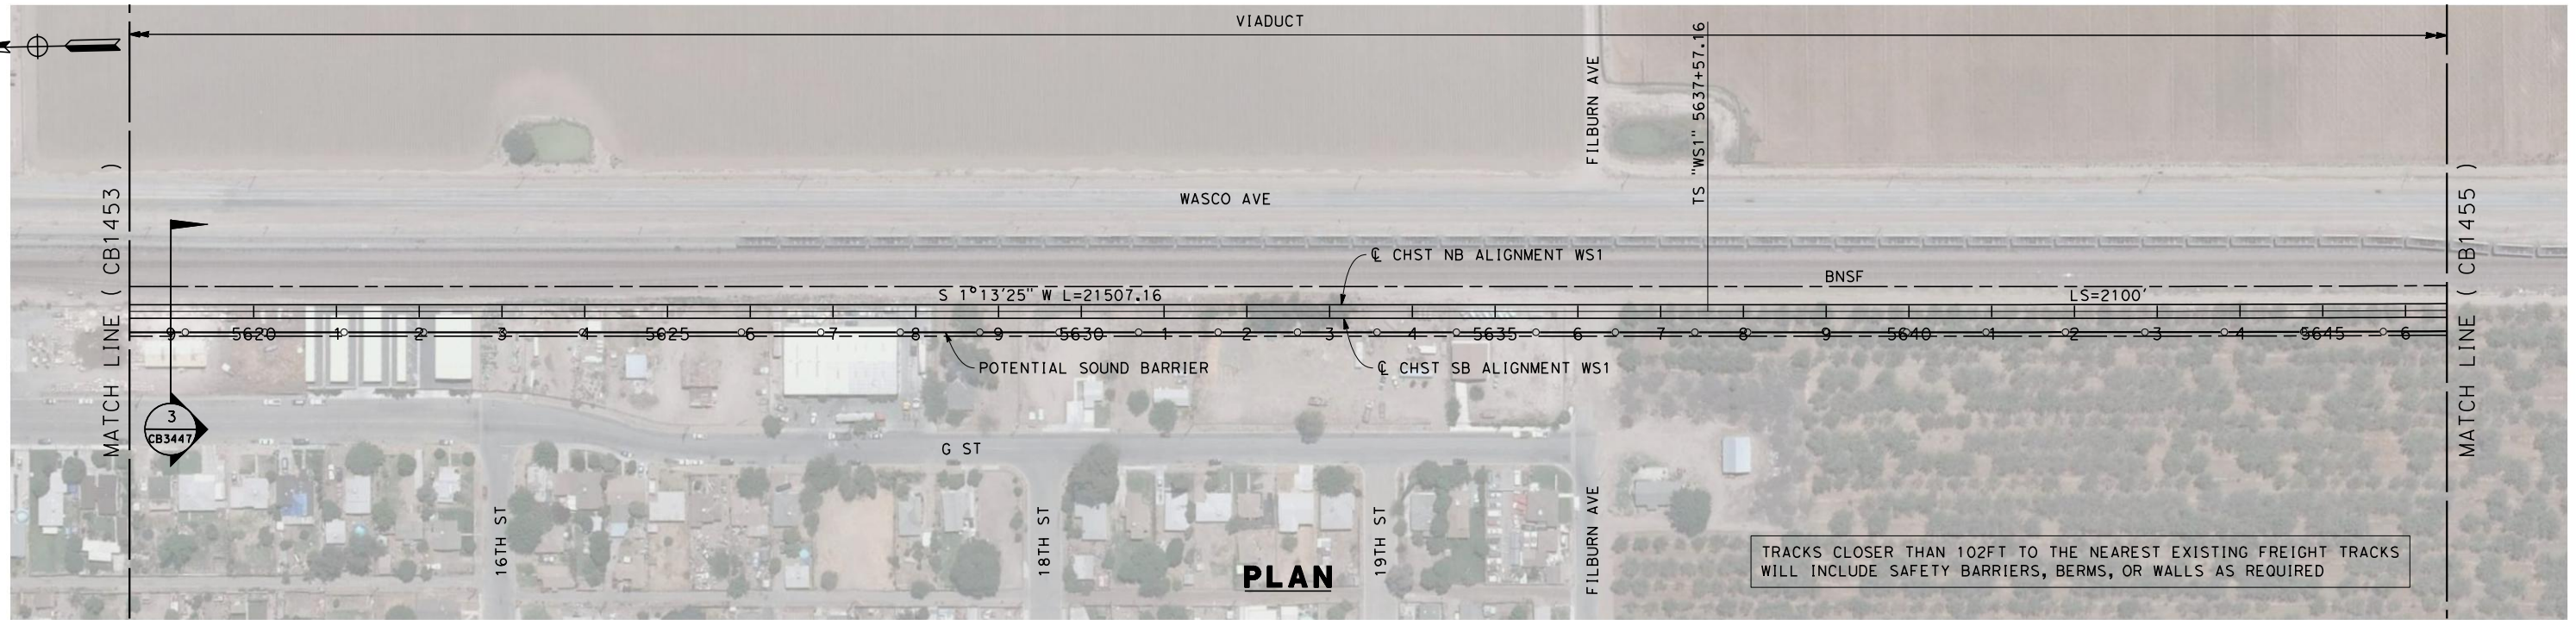 VIADUCT
FILBURN AVE
TS "WS1" 5637+57.16
MATCH LINE ( CB1453 )
WASCO AVE
MATCH LINE ( CB1455 )
℄ CHST NB ALIGNMENT WS1
BNSF
S 1°13'25" W L=21507.16
LS=2100'
9 5620 1 2 3 4 5625 6 7 8 9 5630 1 2 3 4 5635 6 7 8 9 5640 1 2 3 4 5645 6
POTENTIAL SOUND BARRIER
℄ CHST SB ALIGNMENT WS1
3
CB3447
G ST
16TH ST
18TH ST
19TH ST
FILBURN AVE
PLAN
TRACKS CLOSER THAN 102FT TO THE NEAREST EXISTING FREIGHT TRACKS
WILL INCLUDE SAFETY BARRIERS, BERMS, OR WALLS AS REQUIRED